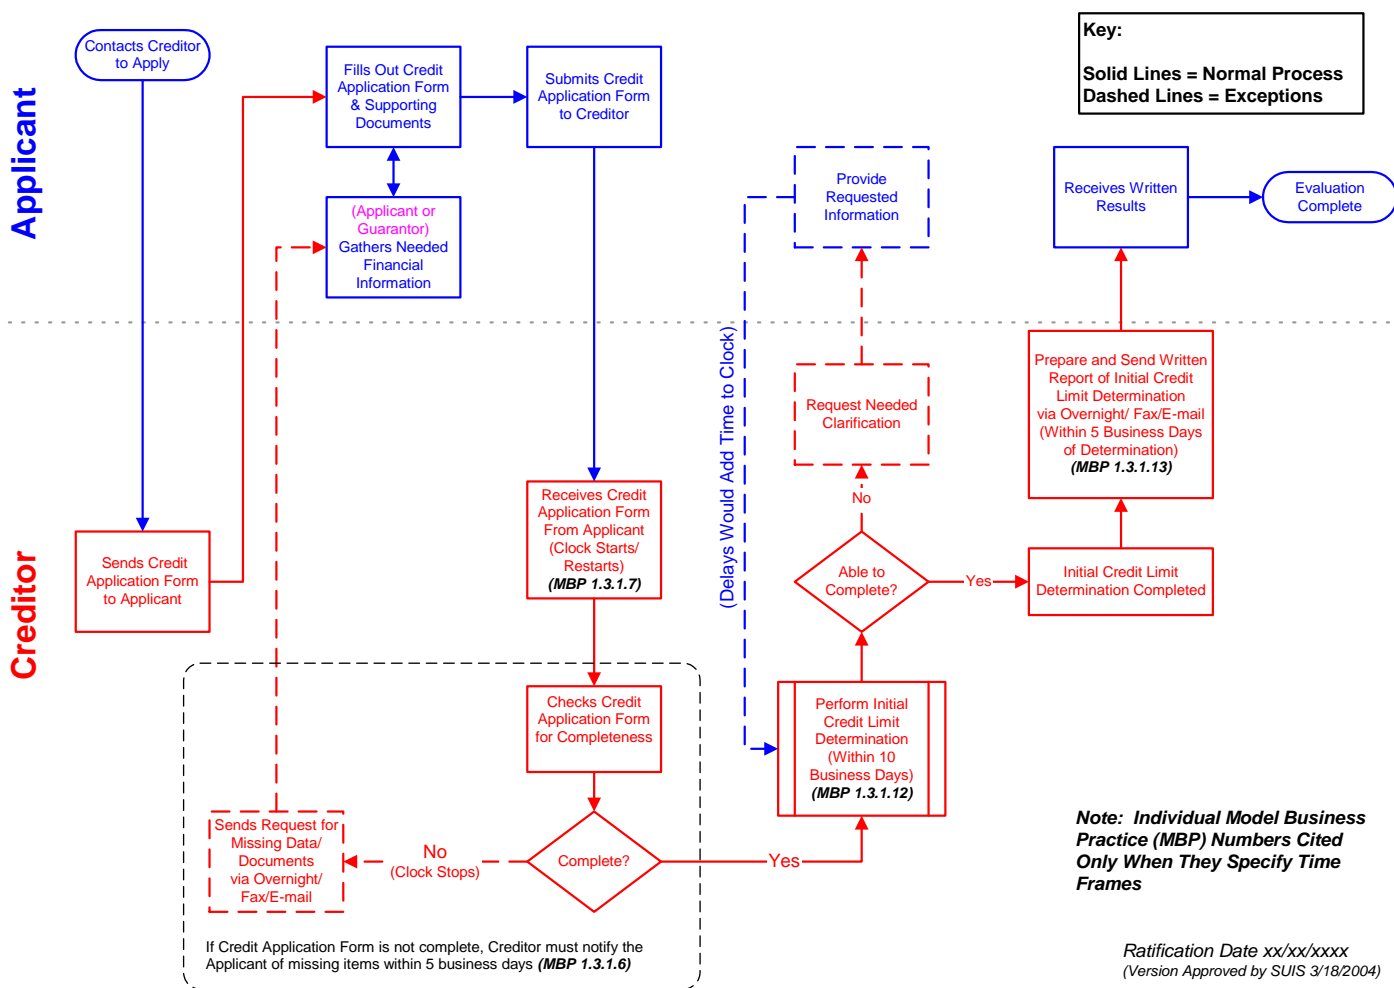 Applicant
Creditor
Contacts Creditor
to Apply
Fills Out Credit
Application Form
& Supporting
Documents
Submits Credit
Application Form
to Creditor
Key:
Solid Lines = Normal Process
Dashed Lines = Exceptions
(Applicant or
Guarantor)
Gathers Needed
Financial
Information
Provide
Requested
Information
Receives Written
Results
Evaluation
Complete
(Delays Would Add Time to Clock)
Request Needed
Clarification
Prepare and Send Written
Report of Initial Credit
Limit Determination
via Overnight/ Fax/E-mail
(Within 5 Business Days
of Determination)
(MBP 1.3.1.13)
Sends Credit
Application Form
to Applicant
Receives Credit
Application Form
From Applicant
(Clock Starts/
Restarts)
(MBP 1.3.1.7)
No
Able to
Complete?
Yes
Initial Credit Limit
Determination Completed
Checks Credit
Application Form
for Completeness
Perform Initial
Credit Limit
Determination
(Within 10
Business Days)
(MBP 1.3.1.12)
Sends Request for
Missing Data/
Documents
via Overnight/
Fax/E-mail
No
(Clock Stops)
Complete?
Yes
If Credit Application Form is not complete, Creditor must notify the
Applicant of missing items within 5 business days (MBP 1.3.1.6)
Note: Individual Model Business
Practice (MBP) Numbers Cited
Only When They Specify Time
Frames
Ratification Date xx/xx/xxxx
(Version Approved by SUIS 3/18/2004)